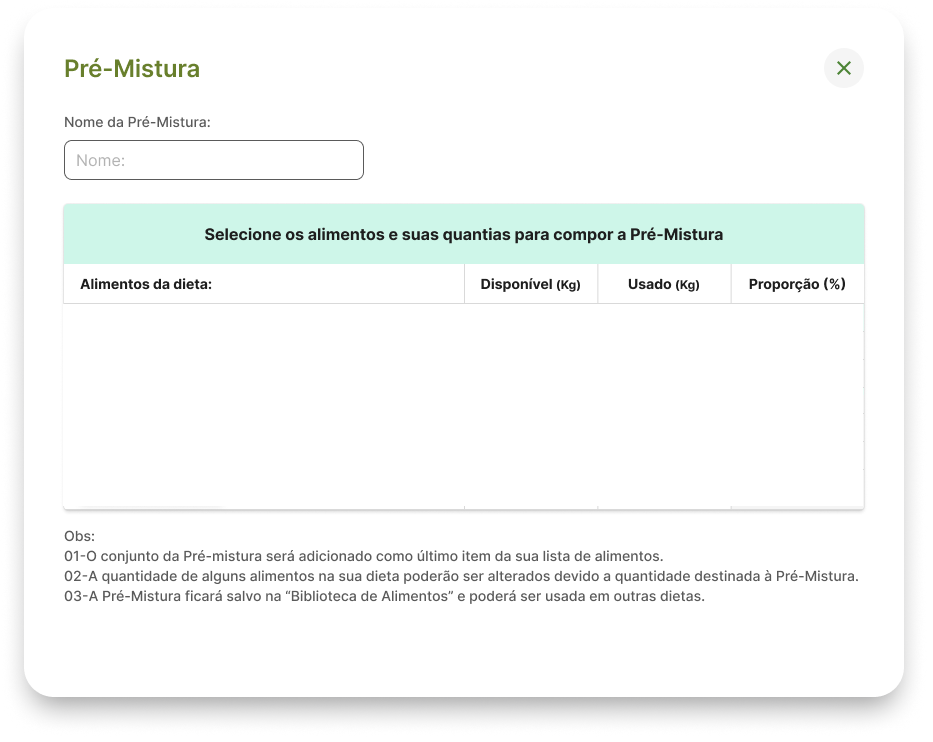 Pré-Mistura
Nome da Pré-Mistura:
Nome:
Selecione os alimentos e suas quantias para compor a Pré-Mistura
Alimentos da dieta: Disponível (Kg) Usado (Kg) Proporção (%)
Obs:
01-O conjunto da Pré-mistura será adicionado como último item da sua lista de alimentos.
02-A quantidade de alguns alimentos na sua dieta poderão ser alterados devido a quantidade destinada à Pré-Mistura.
03-A Pré-Mistura ficará salvo na “Biblioteca de Alimentos” e poderá ser usada em outras dietas.